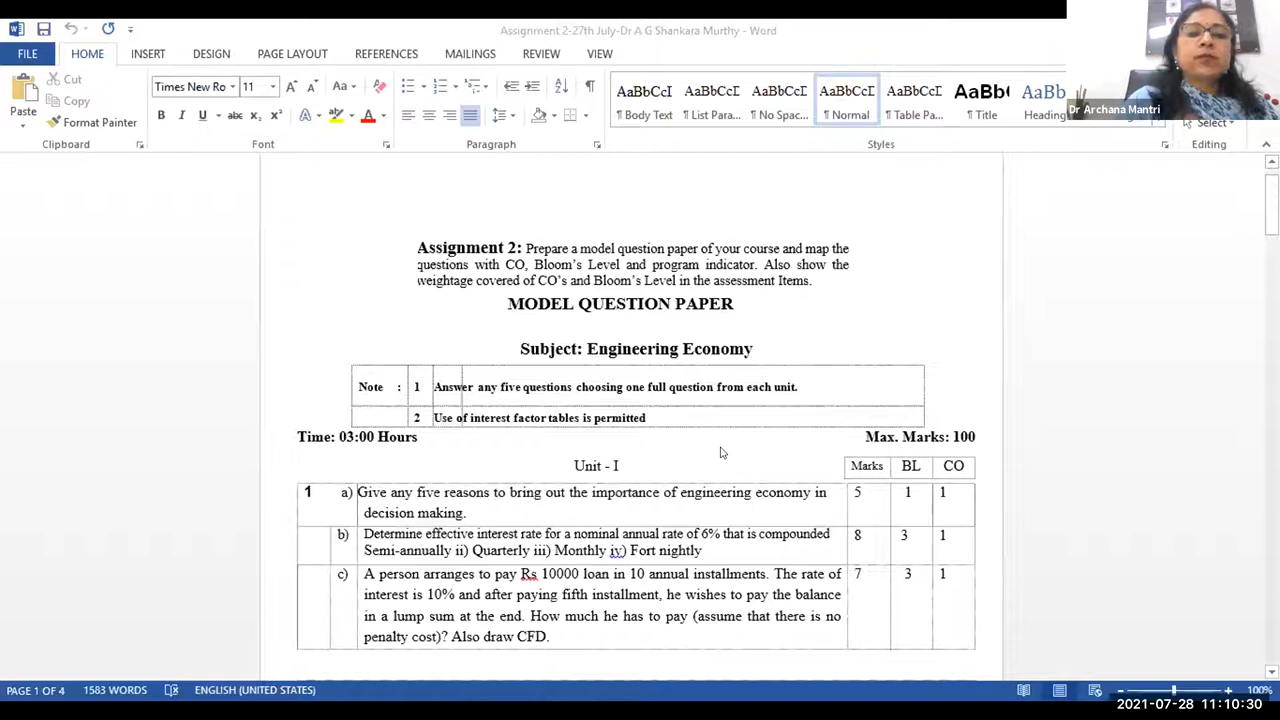 Assignment 2-27th July-Dr A G Shankara Murthy - Word
FILE HOME INSERT DESIGN PAGE LAYOUT REFERENCES MAILINGS REVIEW VIEW
Cut
Copy
Format Painter
Paste
Clipboard
Times New Ro 11
Font
Paragraph
AaBbCcI AaBbCcD AaBbCcD AaBbCcD AaBbCcD AaBb( AaBb
¶ Body Text ¶ List Para... ¶ No Spac... ¶ Normal ¶ Table Pa... ¶ Title Heading
Styles
Select
Editing
Dr Archana Mantri
Assignment 2: Prepare a model question paper of your course and map the
questions with CO, Bloom's Level and program indicator. Also show the
weightage covered of CO's and Bloom's Level in the assessment Items.
MODEL QUESTION PAPER
Subject: Engineering Economy
Note : 1 Answer any five questions choosing one full question from each unit.
2 Use of interest factor tables is permitted
Time: 03:00 Hours Max. Marks: 100
Unit - I Marks BL CO
1 a) Give any five reasons to bring out the importance of engineering economy in 5 1 1
decision making.
b) Determine effective interest rate for a nominal annual rate of 6% that is compounded 8 3 1
Semi-annually ii) Quarterly iii) Monthly iv) Fort nightly
c) A person arranges to pay Rs 10000 loan in 10 annual installments. The rate of 7 3 1
interest is 10% and after paying fifth installment, he wishes to pay the balance
in a lump sum at the end. How much he has to pay (assume that there is no
penalty cost)? Also draw CFD.
PAGE 1 OF 4 1583 WORDS ENGLISH (UNITED STATES) 100%
2021-07-28 11:10:30